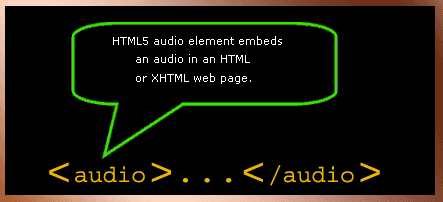 HTML5 audio element embeds
an audio in an HTML
or XHTML web page.
<audio>...</audio>